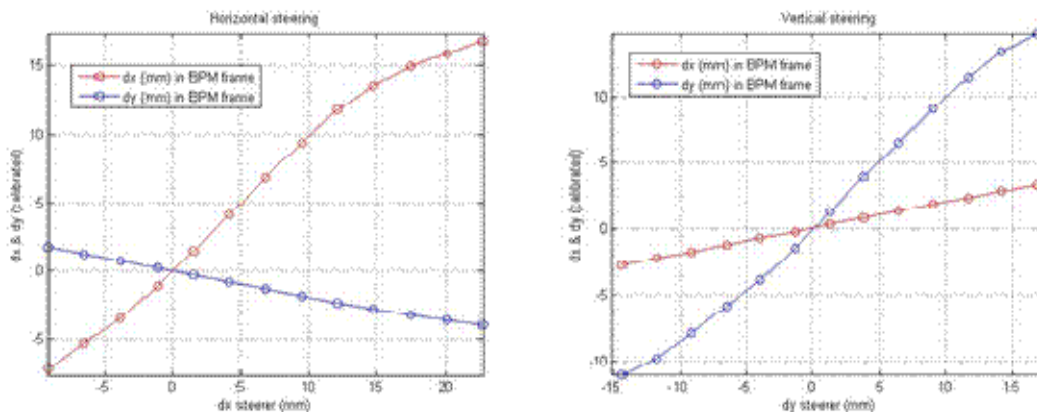 Horizontal steering
dx (mm) in BPM frame
dy (mm) in BPM frame
dx & dy (calibrated)
15
10
5
0
-5
-5
0
5
10
15
20
dx steerer (mm)
Vertical steering
dx (mm) in BPM frame
dy (mm) in BPM frame
dx & dy (calibrated)
10
5
0
-5
-10
-15
-10
-5
0
5
10
15
dy steerer (mm)